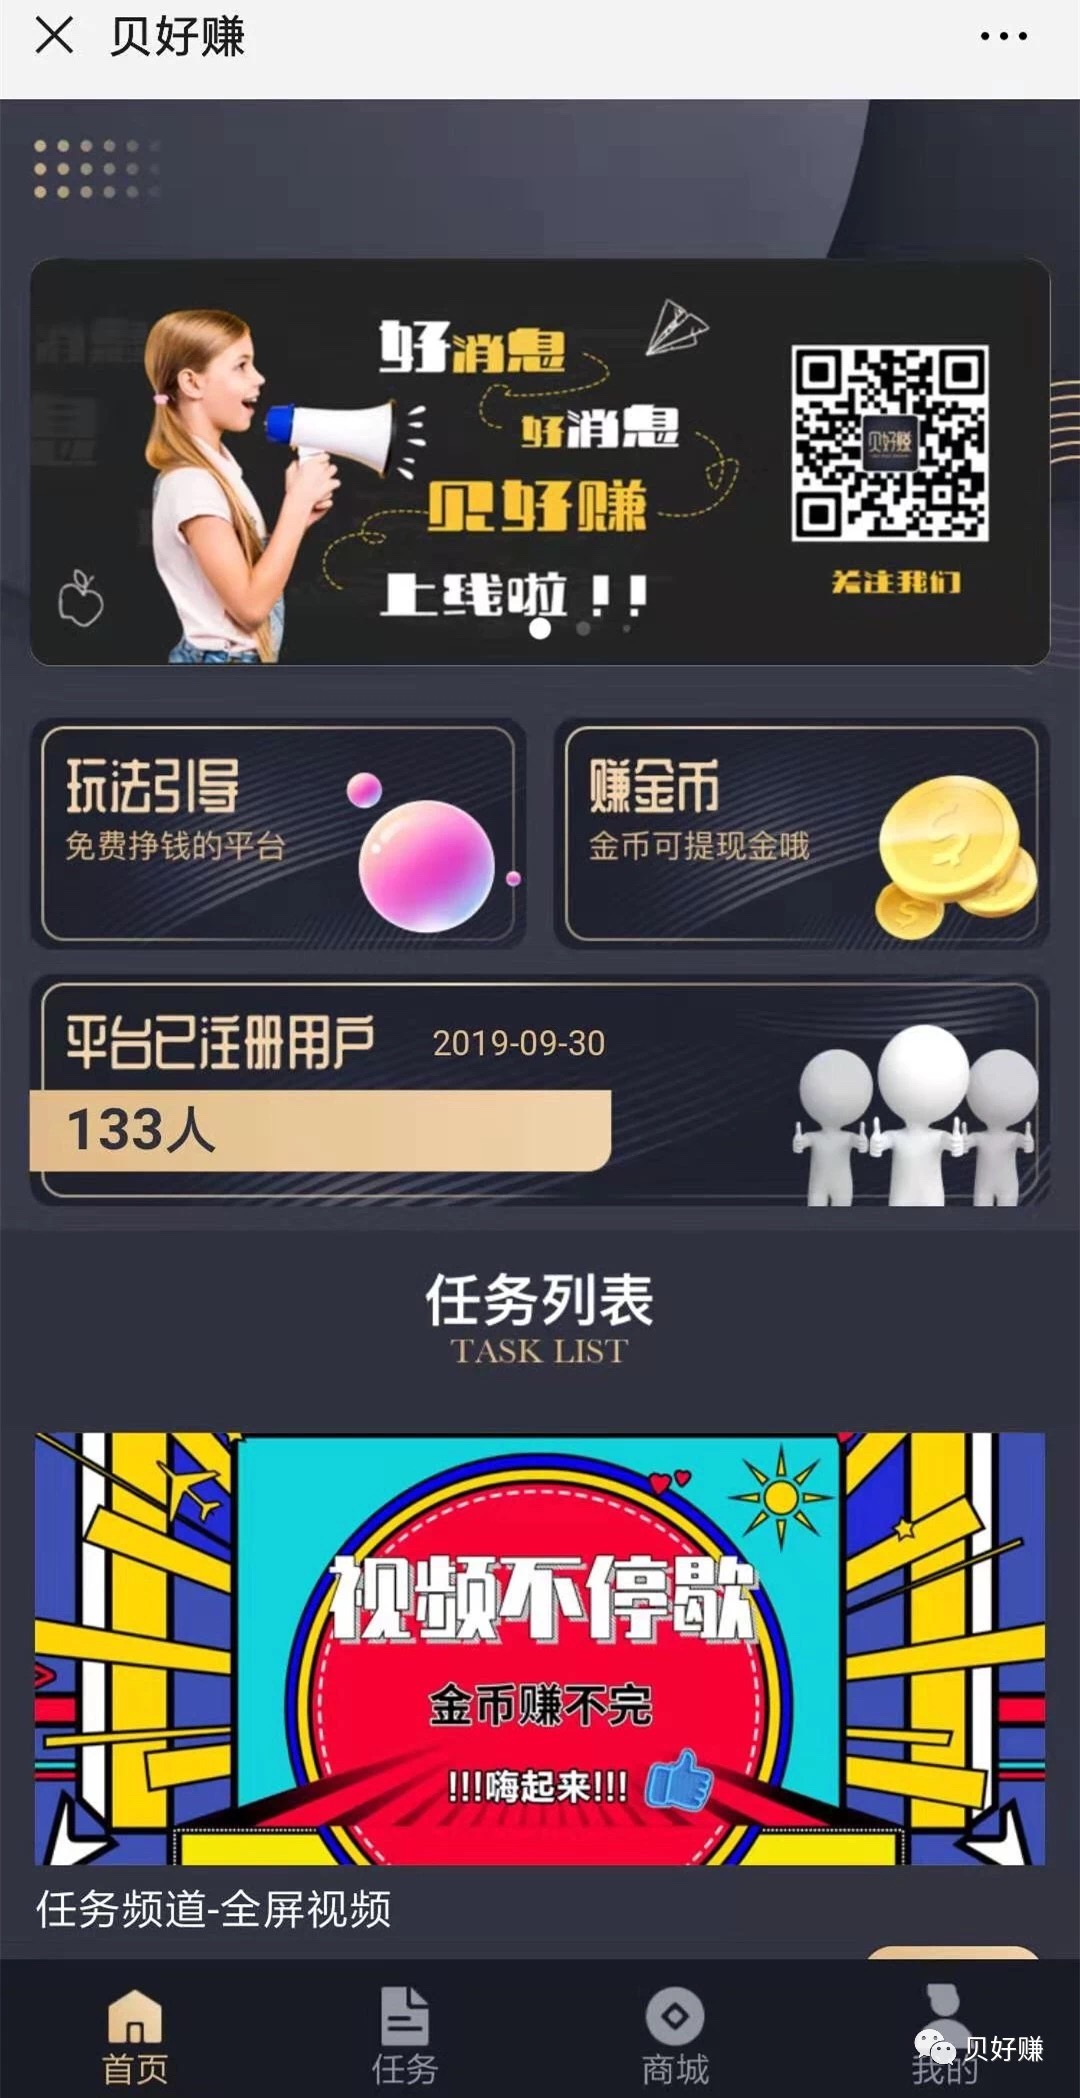 贝好赚
好消息
好消息
贝好赚
上线啦!!
贝好赚
关注我们
玩法引导
免费挣钱的平台
赚金币
金币可提现金哦
平台已注册用户 2019-09-30
133人
任务列表
TASK LIST
视频不停歇
金币赚不完
!!!嗨起来!!!
任务频道-全屏视频
首页 任务 商城 我的
贝好赚